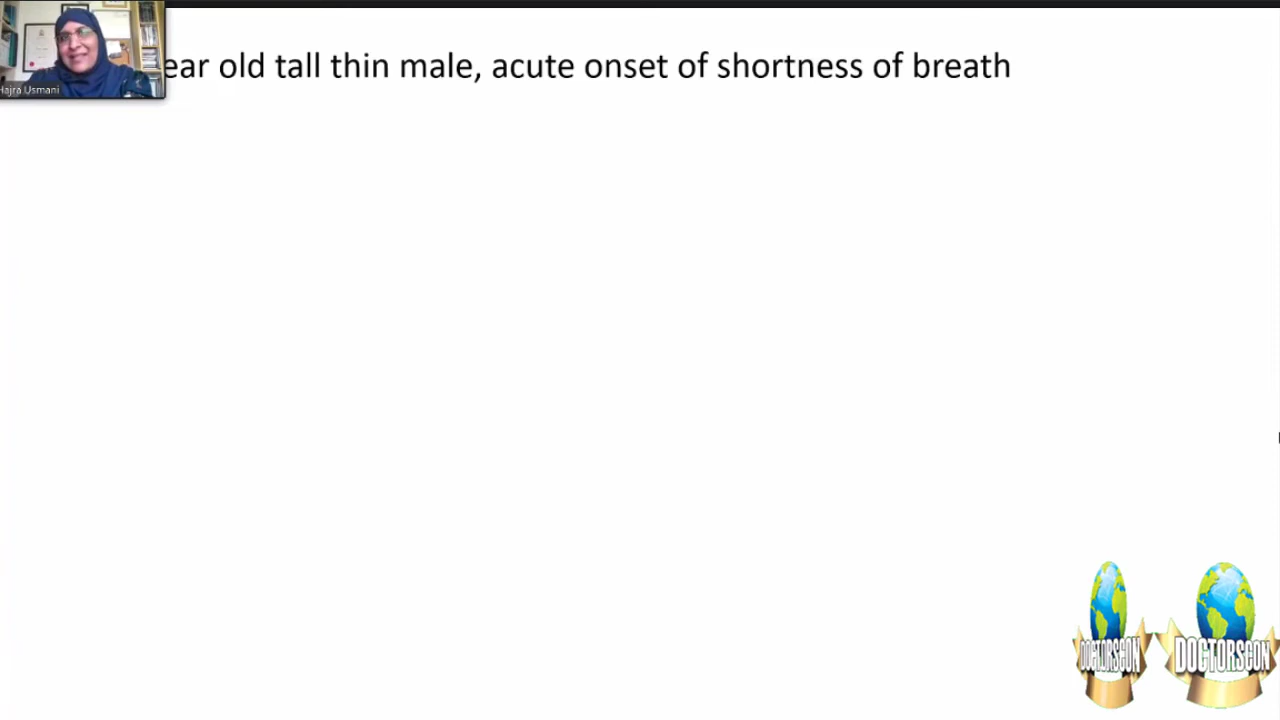 ear old tall thin male, acute onset of shortness of breath
Hajra Usmani
DOCTORSCON
DOCTORSCON